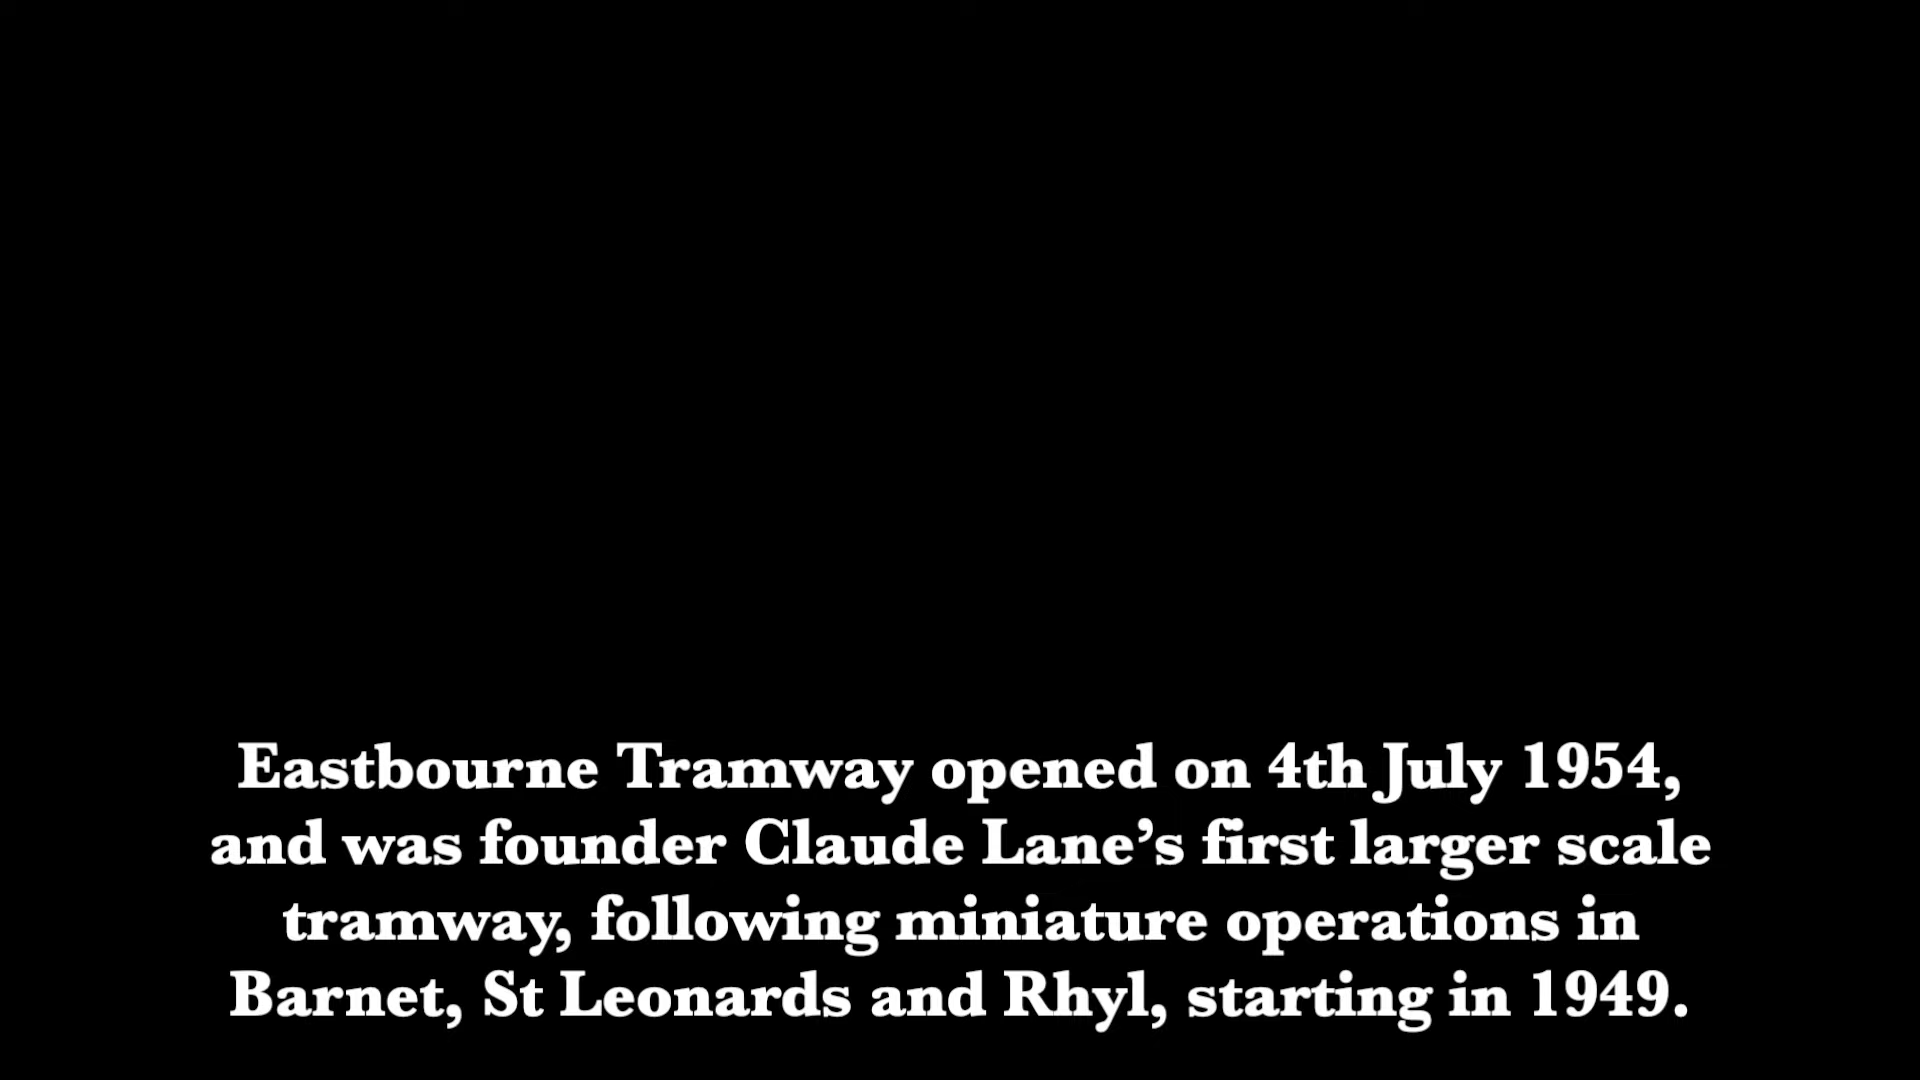 Eastbourne Tramway opened on 4th July 1954,
and was founder Claude Lane’s first larger scale
tramway, following miniature operations in
Barnet, St Leonards and Rhyl, starting in 1949.